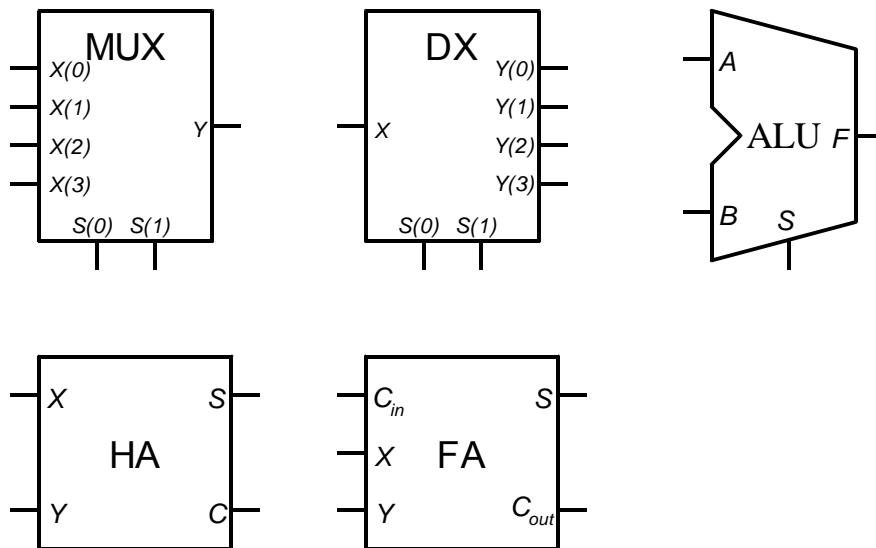 MUX
X(0)
X(1)
X(2)
X(3)
Y
S(0) S(1)
DX
X
Y(0)
Y(1)
Y(2)
Y(3)
S(0) S(1)
A
B
ALU
F
S
X
Y
HA
S
C
Cin
X
Y
FA
S
Cout